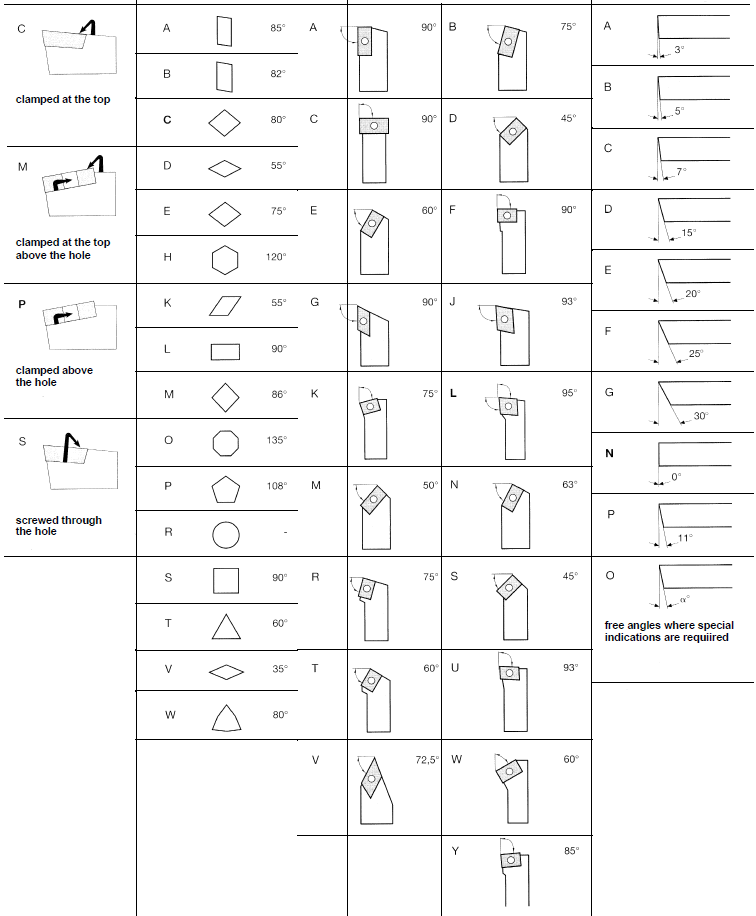 C
clamped at the top
M
clamped at the top
above the hole
P
clamped above
the hole
S
screwed through
the hole
A 85°
B 82°
C 80°
D 55°
E 75°
H 120°
K 55°
L 90°
M 86°
O 135°
P 108°
R -
S 90°
T 60°
V 35°
W 80°
A 90° B 75°
C 90° D 45°
E 60° F 90°
G 90° J 93°
K 75° L 95°
M 50° N 63°
R 75° S 45°
T 60° U 93°
V 72,5° W 60°
Y 85°
A 3°
B 5°
C 7°
D 15°
E 20°
F 25°
G 30°
N 0°
P 11°
O α°
free angles where special
indications are requiired